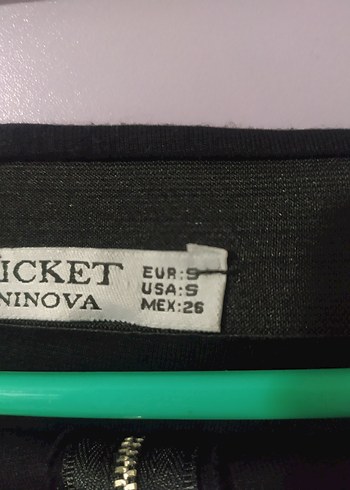 ICKET
NINOVA
EUR:S
USA:S
MEX:26